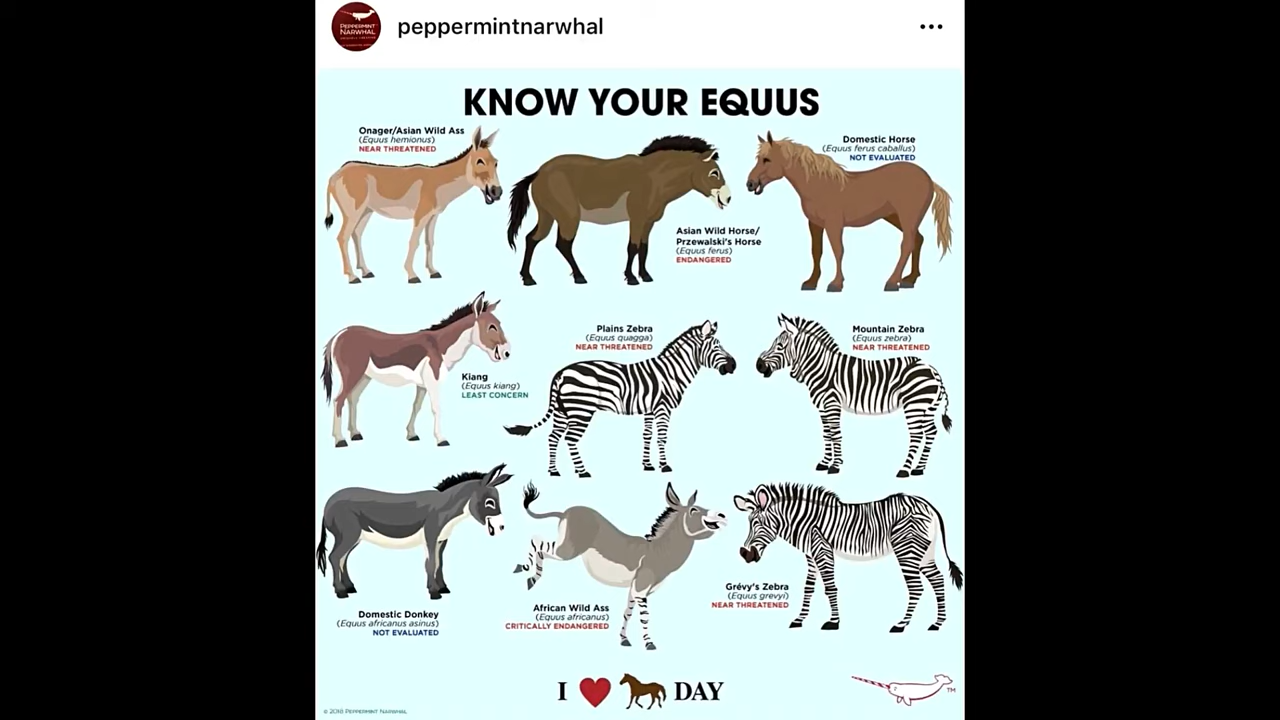 PEPPERMINT
NARWHAL
peppermintnarwhal
KNOW YOUR EQUUS
Onager/Asian Wild Ass
(Equus hemionus)
NEAR THREATENED
Domestic Horse
(Equus ferus caballus)
NOT EVALUATED
Asian Wild Horse/
Przewalski's Horse
(Equus ferus)
ENDANGERED
Kiang
(Equus kiang)
LEAST CONCERN
Plains Zebra
(Equus quagga)
NEAR THREATENED
Mountain Zebra
(Equus zebra)
NEAR THREATENED
Domestic Donkey
(Equus africanus asinus)
NOT EVALUATED
African Wild Ass
(Equus africanus)
CRITICALLY ENDANGERED
Grévy's Zebra
(Equus grevyi)
NEAR THREATENED
I DAY
TM
© 2018 PEPPERMINT NARWHAL